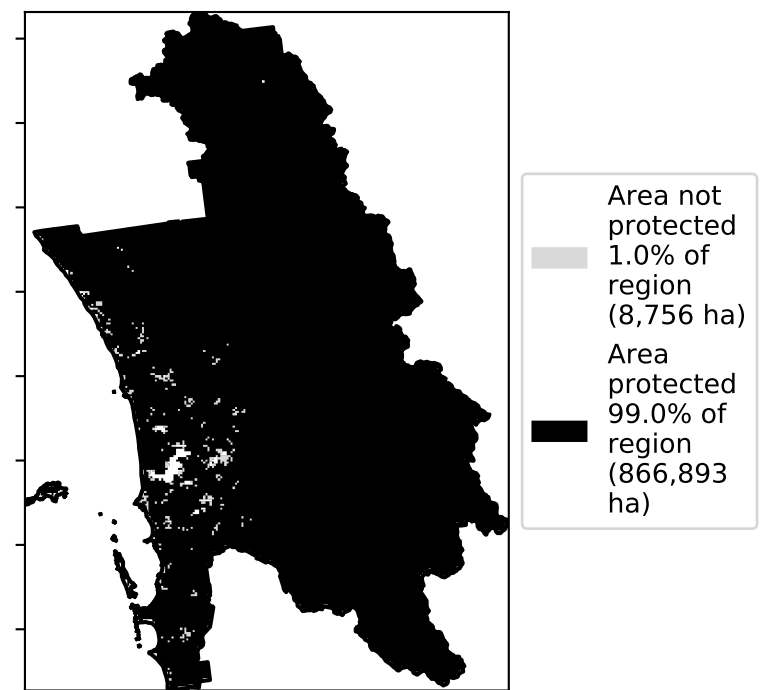 Area not
protected
1.0% of
region
(8,756 ha)
Area
protected
99.0% of
region
(866,893
ha)